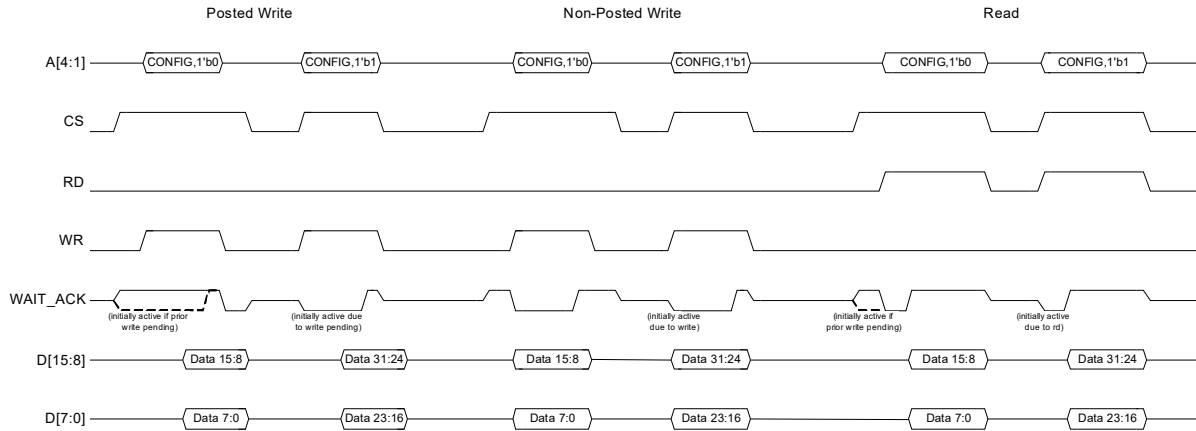 Posted Write Non-Posted Write Read
A[4:1] CONFIG,1'b0 CONFIG,1'b1 CONFIG,1'b0 CONFIG,1'b1 CONFIG,1'b0 CONFIG,1'b1
CS
RD
WR
WAIT_ACK
(initially active if prior (initially active due (initially active (initially active if (initially active
write pending) to write pending) due to write) prior write pending) due to rd)
D[15:8] Data 15:8 Data 31:24 Data 15:8 Data 31:24 Data 15:8 Data 31:24
D[7:0] Data 7:0 Data 23:16 Data 7:0 Data 23:16 Data 7:0 Data 23:16